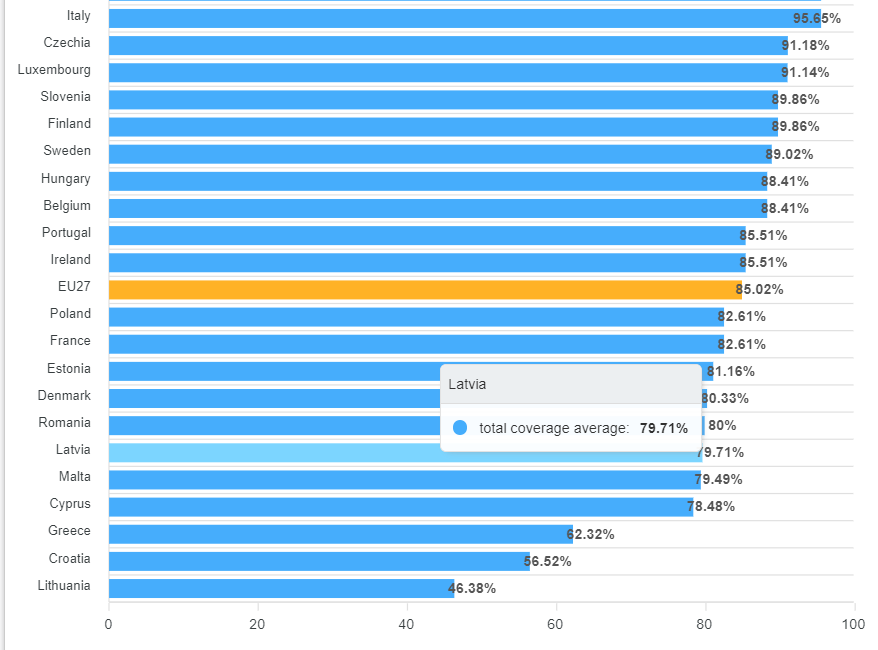 Italy 95.65%
Czechia 91.18%
Luxembourg 91.14%
Slovenia 89.86%
Finland 89.86%
Sweden 89.02%
Hungary 88.41%
Belgium 88.41%
Portugal 85.51%
Ireland 85.51%
EU27 85.02%
Poland 82.61%
France 82.61%
Estonia 81.16%
Latvia
Denmark 80.33%
Romania 80%
total coverage average: 79.71%
Latvia 79.71%
Malta 79.49%
Cyprus 78.48%
Greece 62.32%
Croatia 56.52%
Lithuania 46.38%
0 20 40 60 80 100